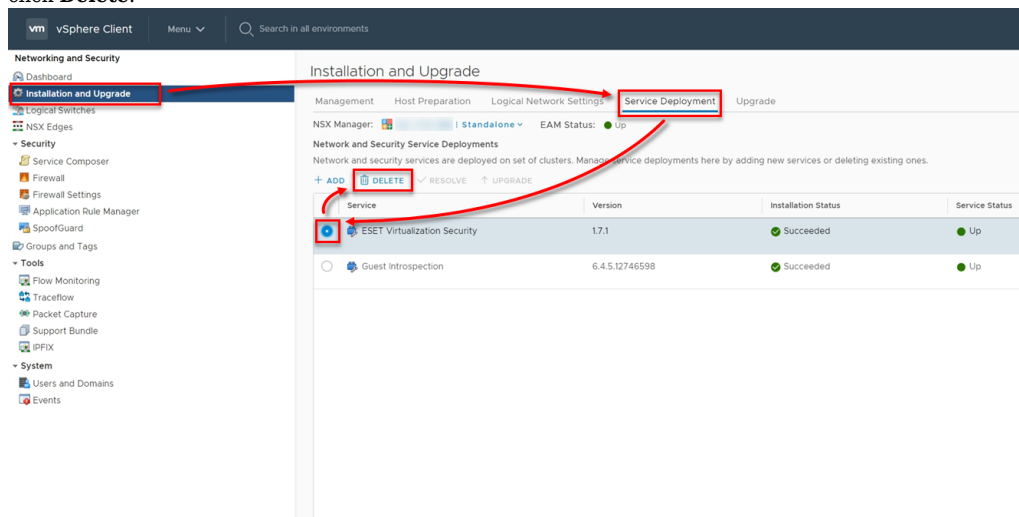 click Delete.
vm vSphere Client Menu Search in all environments
Networking and Security
Dashboard
Installation and Upgrade
Logical Switches
NSX Edges
Security
Service Composer
Firewall
Firewall Settings
Application Rule Manager
SpoofGuard
Groups and Tags
Tools
Flow Monitoring
Traceflow
Packet Capture
Support Bundle
IPFIX
System
Users and Domains
Events
Installation and Upgrade
Management Host Preparation Logical Network Settings Service Deployment Upgrade
NSX Manager: | Standalone EAM Status: Up
Network and Security Service Deployments
Network and security services are deployed on set of clusters. Manage service deployments here by adding new services or deleting existing ones.
+ ADD DELETE RESOLVE UPGRADE
Service Version Installation Status Service Status
ESET Virtualization Security 1.7.1 Succeeded Up
Guest Introspection 6.4.5.12746598 Succeeded Up